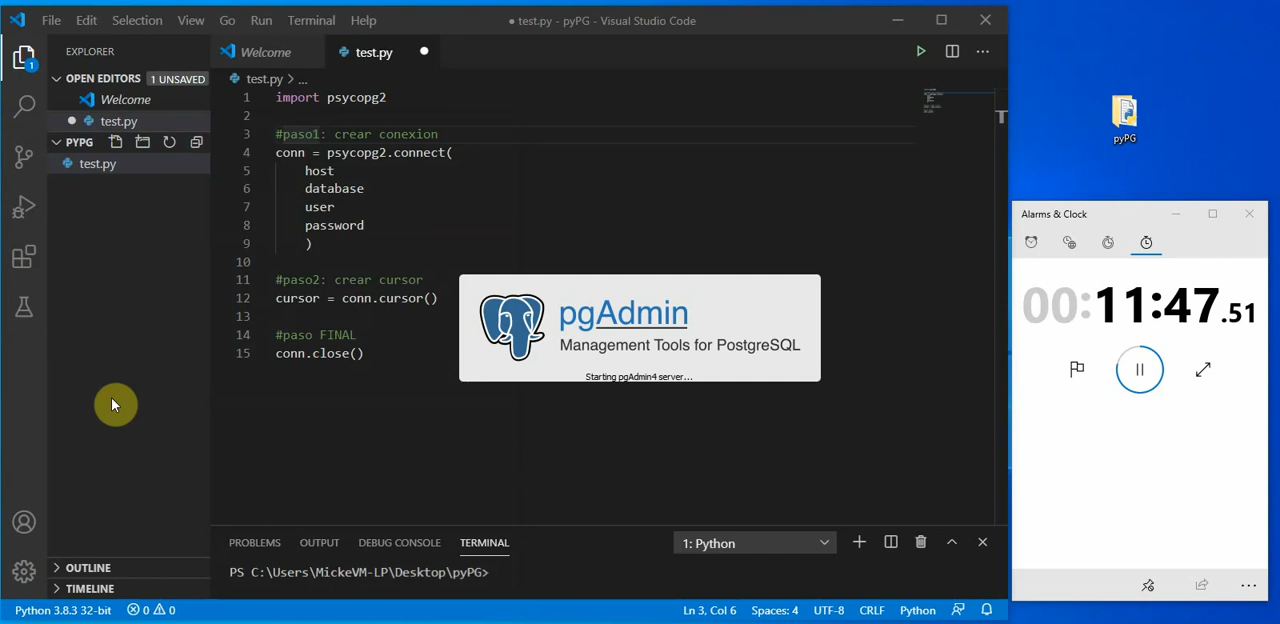 File Edit Selection View Go Run Terminal Help
● test.py - pyPG - Visual Studio Code
EXPLORER
OPEN EDITORS 1 UNSAVED
Welcome
test.py
PYPG
test.py
OUTLINE
TIMELINE
1
Welcome test.py
test.py > ...
1 import psycopg2
2
3 #paso1: crear conexion
4 conn = psycopg2.connect(
5 host
6 database
7 user
8 password
9 )
10
11 #paso2: crear cursor
12 cursor = conn.cursor()
13
14 #paso FINAL
15 conn.close()
pgAdmin
Management Tools for PostgreSQL
Starting pgAdmin4 server...
PROBLEMS OUTPUT DEBUG CONSOLE TERMINAL 1: Python
PS C:\Users\MickeVM-LP\Desktop\pyPG>
Python 3.8.3 32-bit 0 0 Ln 3, Col 6 Spaces: 4 UTF-8 CRLF Python
pyPG
Alarms & Clock
00:11:47.51